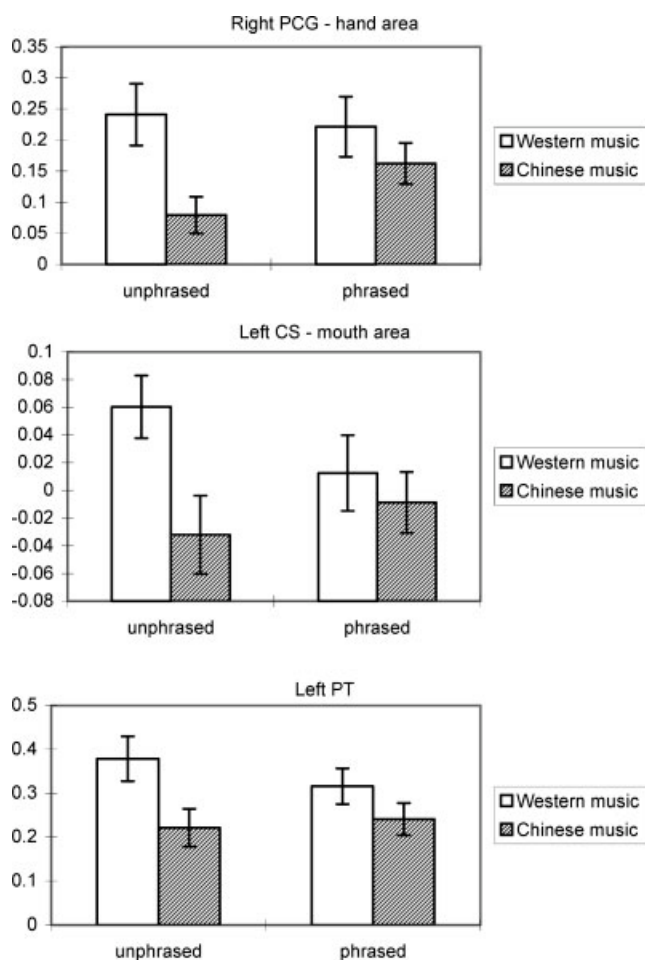 Right PCG - hand area
0.35
0.3
0.25
0.2
0.15
0.1
0.05
0
unphrased
phrased
Western music
Chinese music
Left CS - mouth area
0.1
0.08
0.06
0.04
0.02
0
-0.02
-0.04
-0.06
-0.08
unphrased
phrased
Western music
Chinese music
Left PT
0.5
0.4
0.3
0.2
0.1
0
unphrased
phrased
Western music
Chinese music